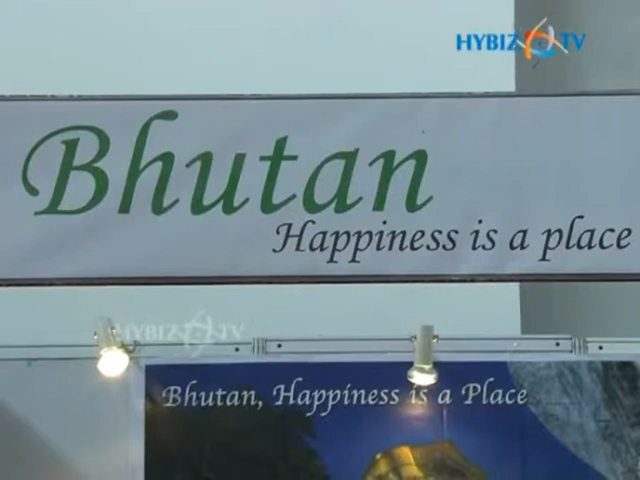 HYBIZ TV
Bhutan
Happiness is a place
HYBIZ TV
Bhutan, Happiness is a Place